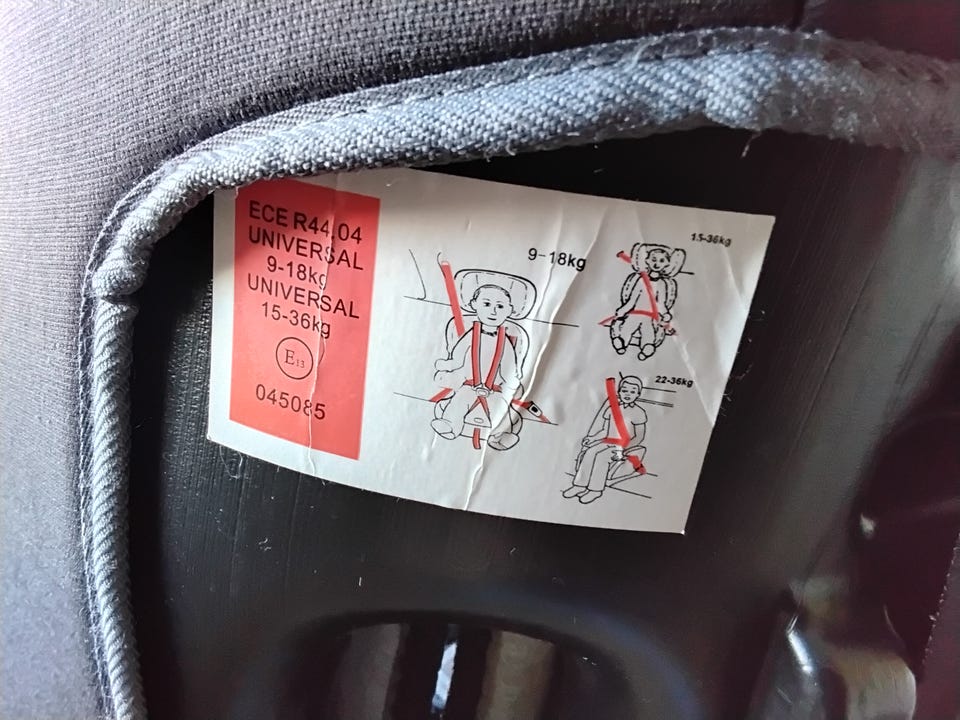 ECE R44.04
UNIVERSAL
9-18kg
UNIVERSAL
15-36kg
E13
045085
9-18kg
15-36kg
22-36kg